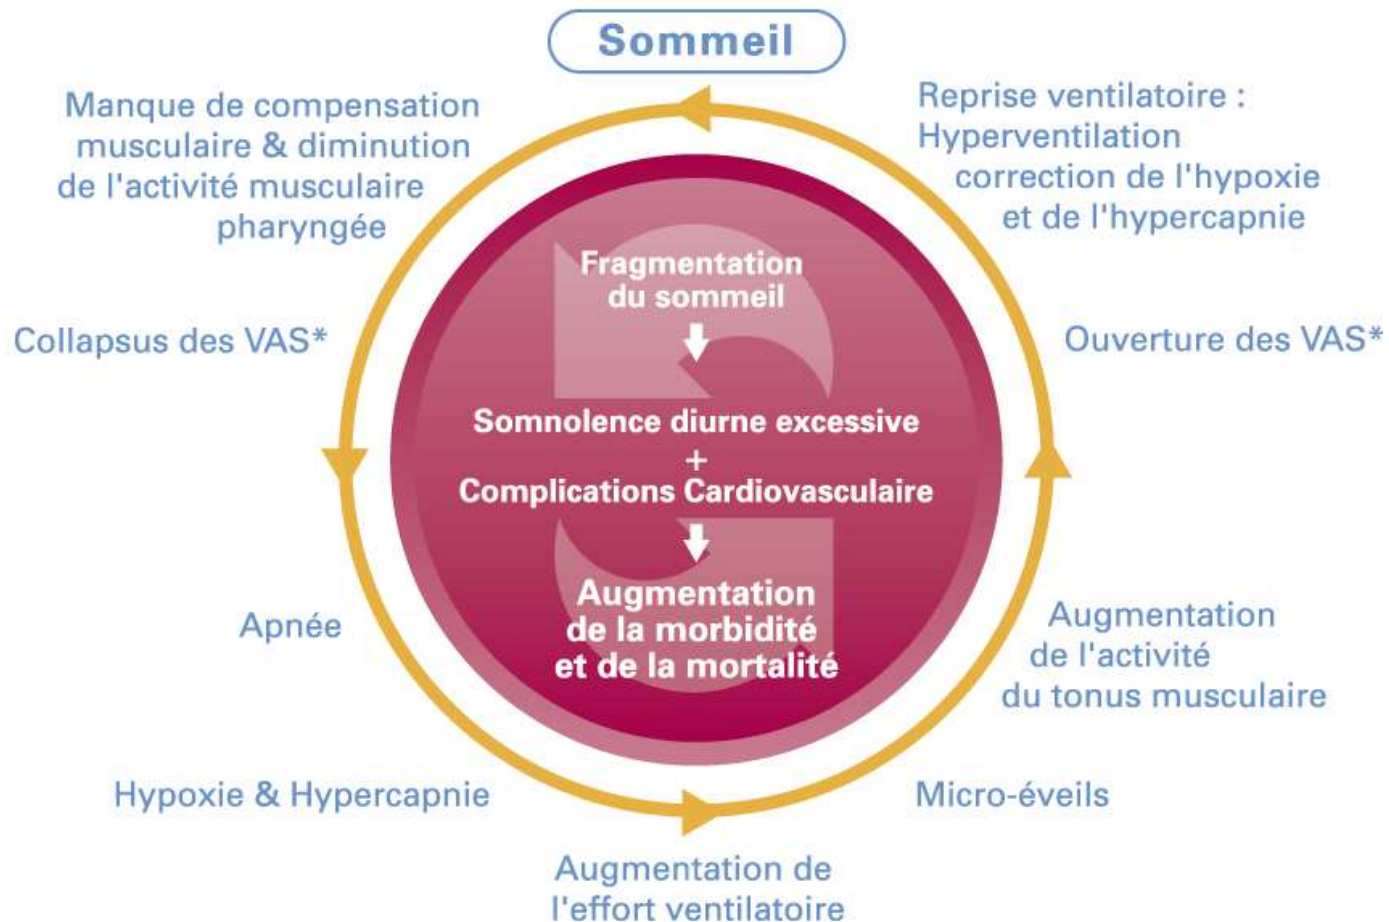 Sommeil
Manque de compensation
musculaire & diminution
de l'activité musculaire
pharyngée
Collapsus des VAS*
Apnée
Hypoxie & Hypercapnie
Augmentation de
l'effort ventilatoire
Micro-éveils
Augmentation
de l'activité
du tonus musculaire
Ouverture des VAS*
Reprise ventilatoire :
Hyperventilation
correction de l'hypoxie
et de l'hypercapnie
Fragmentation
du sommeil
Somnolence diurne excessive
+
Complications Cardiovasculaire
Augmentation
de la morbidité
et de la mortalité